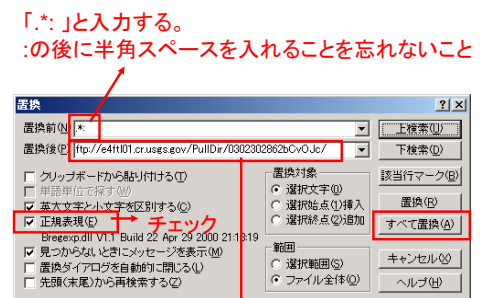 「.*: 」と入力する。
:の後に半角スペースを入れることを忘れないこと
置換
置換前(N) .*: 上検索(U)
置換後(P) ftp://e4ftl01.cr.usgs.gov/PullDir/0302302862bCvOJc/ 下検索(D)
クリップボードから貼り付ける(T) 置換対象 該当行マーク(B)
単語単位で探す(W) 選択文字(0)
英大文字と小文字を区別する(C) 選択始点(1)挿入 置換(R)
正規表現(E) チェック 選択終点(2)追加 すべて置換(A)
Bregexp.dll V1.1 Build 22 Apr 29 2000 21:18:19
見つからないときにメッセージを表示(M) 範囲 キャンセル(X)
置換ダイアログを自動的に閉じる(L) 選択範囲(S)
先頭(末尾)から再検索する(Z) ファイル全体(O) ヘルプ(H)